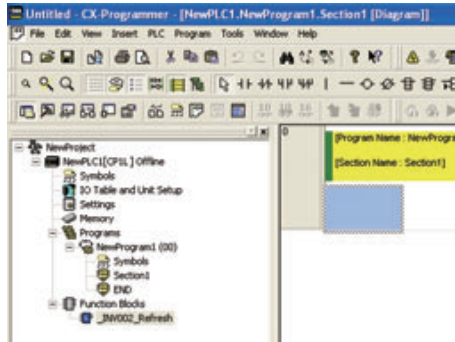 Untitled - CX-Programmer - [NewPLC1.NewProgram1.Section1 [Diagram]]
File Edit View Insert PLC Program Tools Window Help
0
[Program Name : NewProgr
[Section Name : Section1]
NewProject
NewPLC1[CP1L] Offline
Symbols
IO Table and Unit Setup
Settings
Memory
Programs
NewProgram1 (00)
Symbols
Section1
END
Function Blocks
_INV002_Refresh